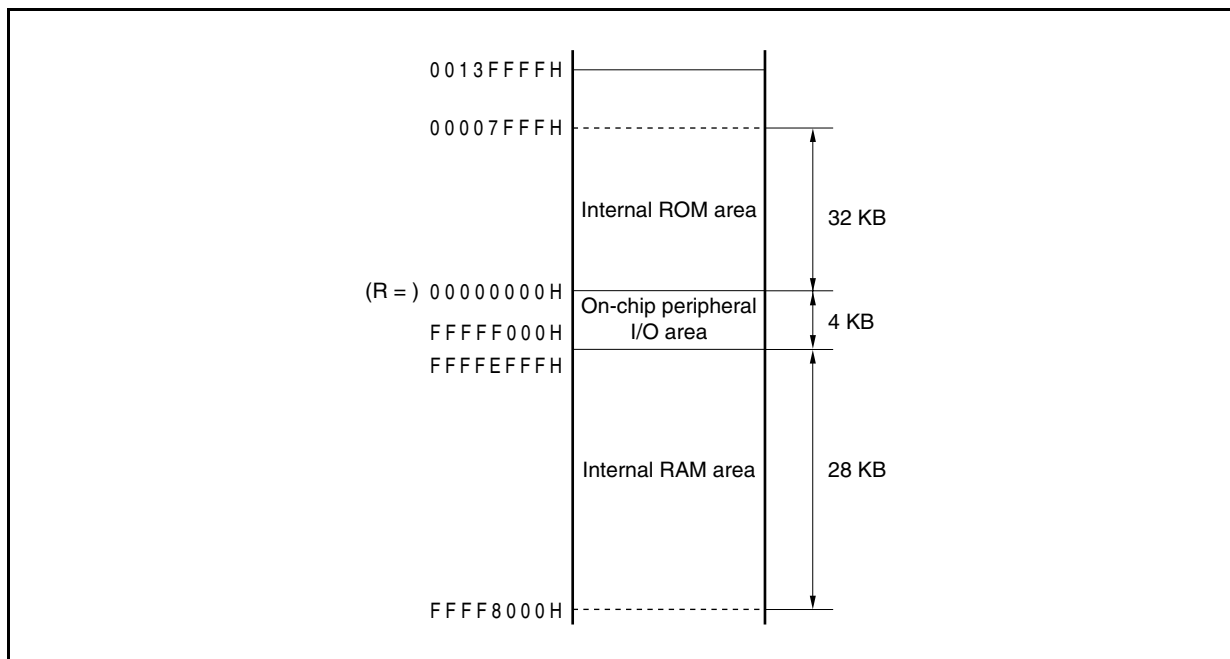 0013FFFFH
00007FFFH
Internal ROM area
32 KB
(R = ) 00000000H
On-chip peripheral
I/O area
4 KB
FFFFF000H
FFFFEFFFH
Internal RAM area
28 KB
FFFF8000H